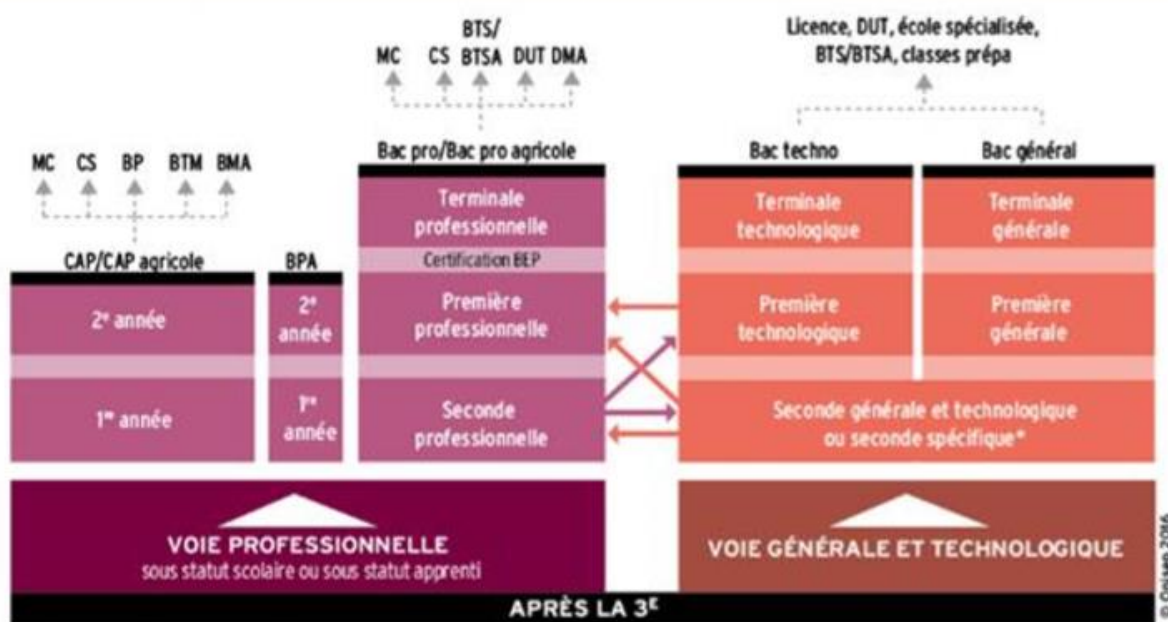 BTS/
MC CS BTSA DUT DMA
Licence, DUT, école spécialisée,
BTS/BTSA, classes prépa
MC CS BP BTM BMA
Bac pro/Bac pro agricole
Bac techno
Bac général
Terminale
professionnelle
Terminale
technologique
Terminale
générale
CAP/CAP agricole
BPA
Certification BEP
2e année
2e
année
Première
professionnelle
Première
technologique
Première
générale
1re année
1re
année
Seconde
professionnelle
Seconde générale et technologique
ou seconde spécifique*
VOIE PROFESSIONNELLE
sous statut scolaire ou sous statut apprenti
VOIE GÉNÉRALE ET TECHNOLOGIQUE
APRÈS LA 3E
© Onisep 2016